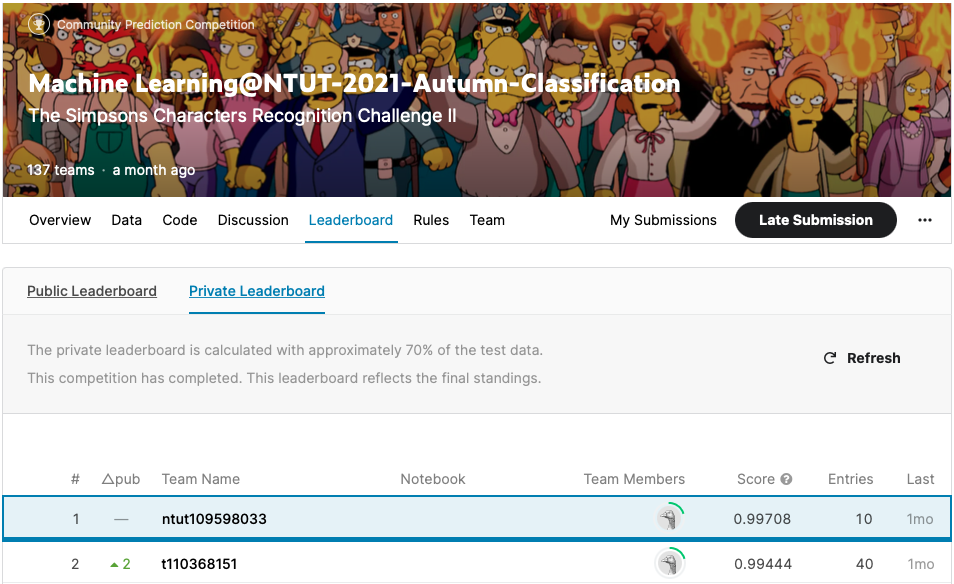 Community Prediction Competition
Machine Learning@NTUT-2021-Autumn-Classification
The Simpsons Characters Recognition Challenge II
137 teams · a month ago
Overview Data Code Discussion Leaderboard Rules Team My Submissions Late Submission ···
Public Leaderboard Private Leaderboard
The private leaderboard is calculated with approximately 70% of the test data.
This competition has completed. This leaderboard reflects the final standings.
Refresh
# △pub Team Name Notebook Team Members Score ? Entries Last
1 — ntut109598033 0.99708 10 1mo
2 ▲2 t110368151 0.99444 40 1mo